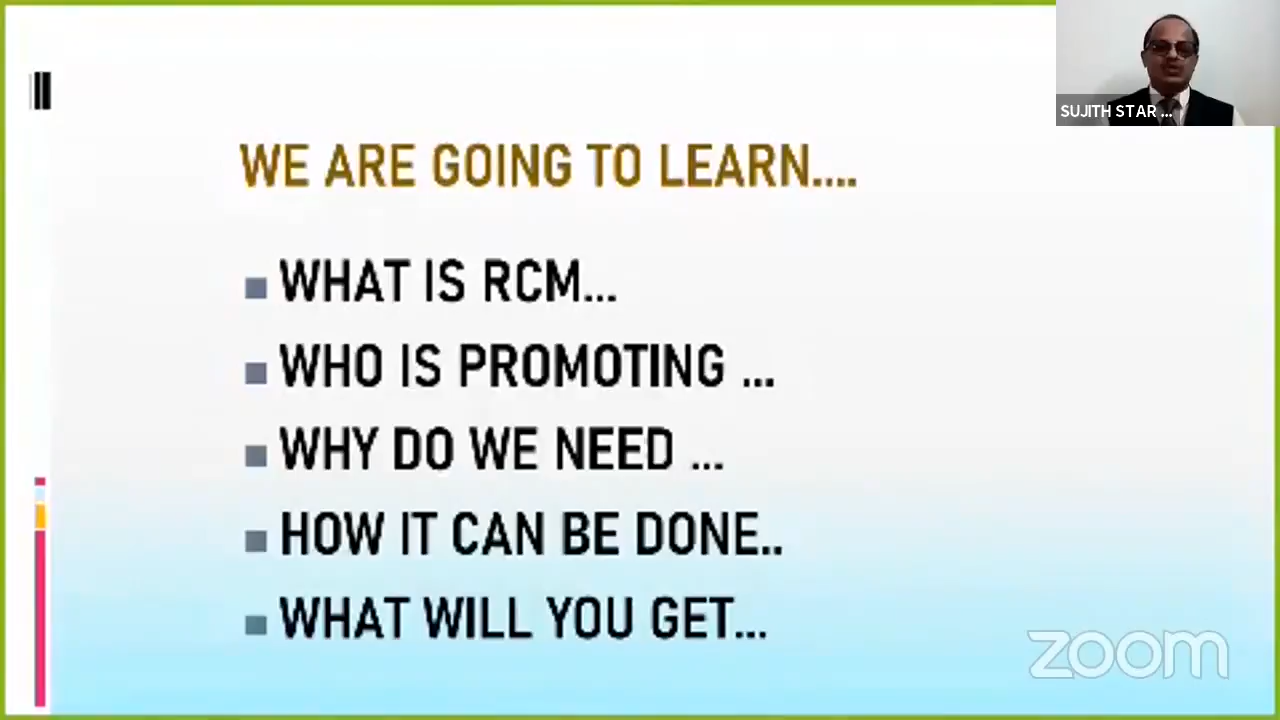 SUJITH STAR ...
WE ARE GOING TO LEARN....
WHAT IS RCM...
WHO IS PROMOTING ...
WHY DO WE NEED ...
HOW IT CAN BE DONE..
WHAT WILL YOU GET...
zoom